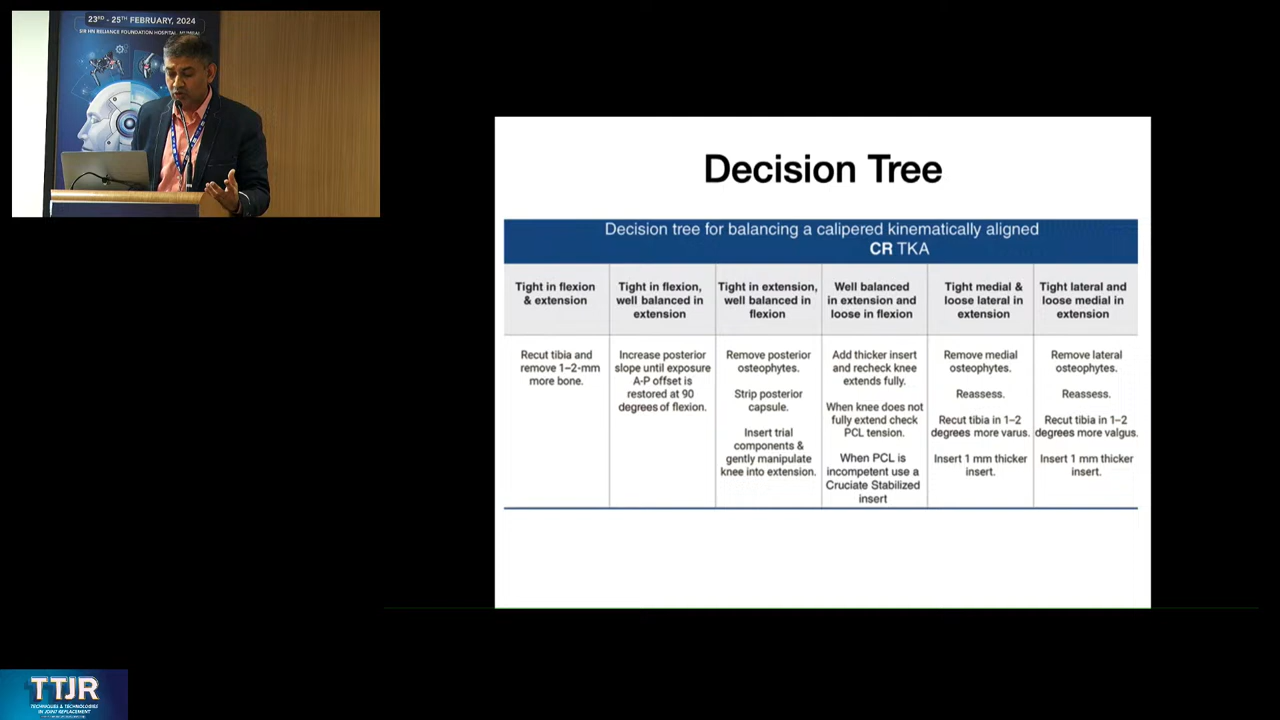 23RD - 25TH FEBRUARY, 2024
SIR HN RELIANCE FOUNDATION HOSPITAL, MUMBAI
Decision Tree
Decision tree for balancing a calipered kinematically aligned
CR TKA
Tight in flexion
& extension
Tight in flexion,
well balanced in
extension
Tight in extension,
well balanced in
flexion
Well balanced
in extension and
loose in flexion
Tight medial &
loose lateral in
extension
Tight lateral and
loose medial in
extension
Recut tibia and
remove 1–2-mm
more bone.
Increase posterior
slope until exposure
A-P offset is
restored at 90
degrees of flexion.
Remove posterior
osteophytes.
Strip posterior
capsule.
Insert trial
components &
gently manipulate
knee into extension.
Add thicker insert
and recheck knee
extends fully.
When knee does not
fully extend check
PCL tension.
When PCL is
incompetent use a
Cruciate Stabilized
insert
Remove medial
osteophytes.
Reassess.
Recut tibia in 1–2
degrees more varus.
Insert 1 mm thicker
insert.
Remove lateral
osteophytes.
Reassess.
Recut tibia in 1–2
degrees more valgus.
Insert 1 mm thicker
insert.
TTJR
TECHNIQUES & TECHNOLOGIES
IN JOINT REPLACEMENT